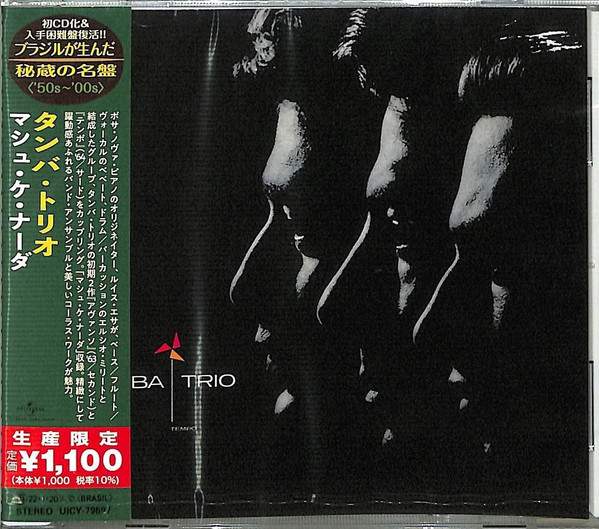 初CD化&
入手困難盤復活!!
ブラジルが生んだ
秘蔵の名盤
〈'50s〜'00s〉
タンバ・トリオ
マシュ・ケ・ナーダ
ボサ・ノヴァ・ピアノのオリジネイター、ルイス・エサが、ベース/フルート/
ヴォーカルのベベート、ドラム/パーカッションのエルシオ・ミリートと
結成したグループ、タンバ・トリオの初期2作『アヴァンソ』('63/セカンド)と
『テンポ』('64/サード)をカップリング。「マシュ・ケ・ナーダ」収録。精緻にして
躍動感あふれるバンド・アンサンブルと美しいコーラス・ワークが魅力。
生産限定
定価 ¥1,100
(本体¥1,000 税率10%)
(BRASIL)
STEREO UICY-7969
BA TRIO
TEMPO